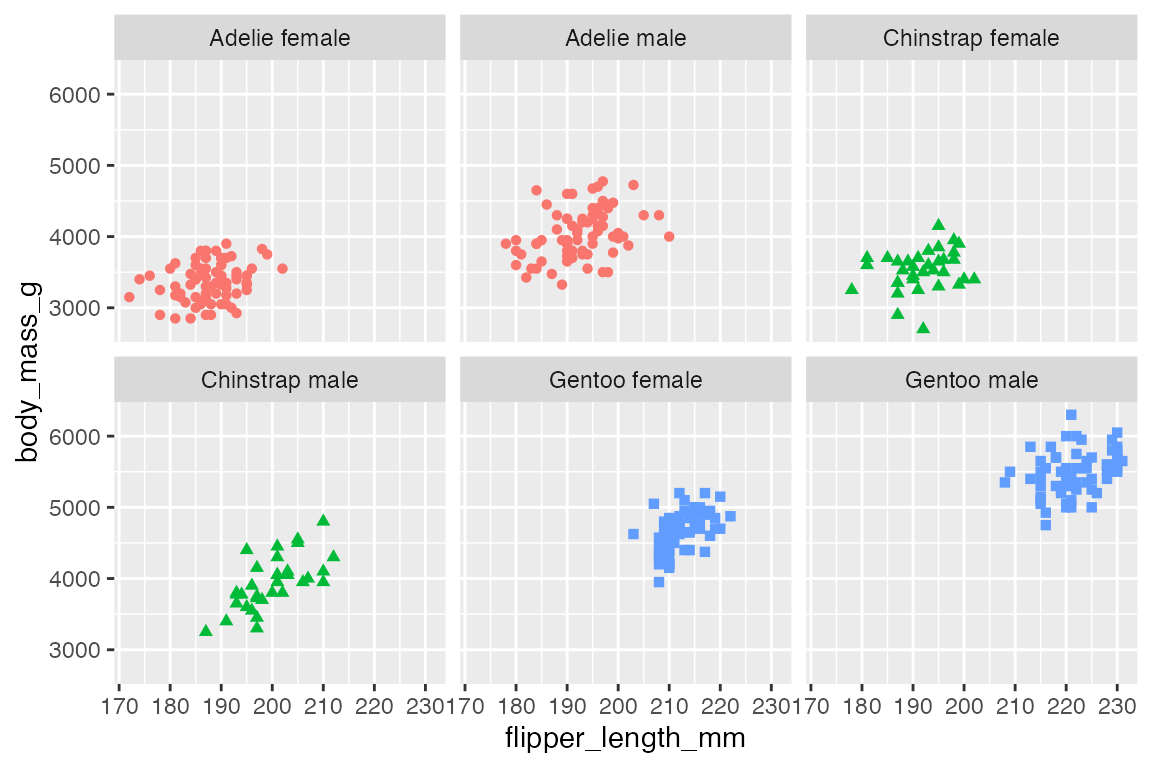 Adelie female
Adelie male
Chinstrap female
6000
5000
4000
3000
Chinstrap male
Gentoo female
Gentoo male
6000
5000
4000
3000
170 180 190 200 210 220 230 170 180 190 200 210 220 230 170 180 190 200 210 220 230
flipper_length_mm
body_mass_g